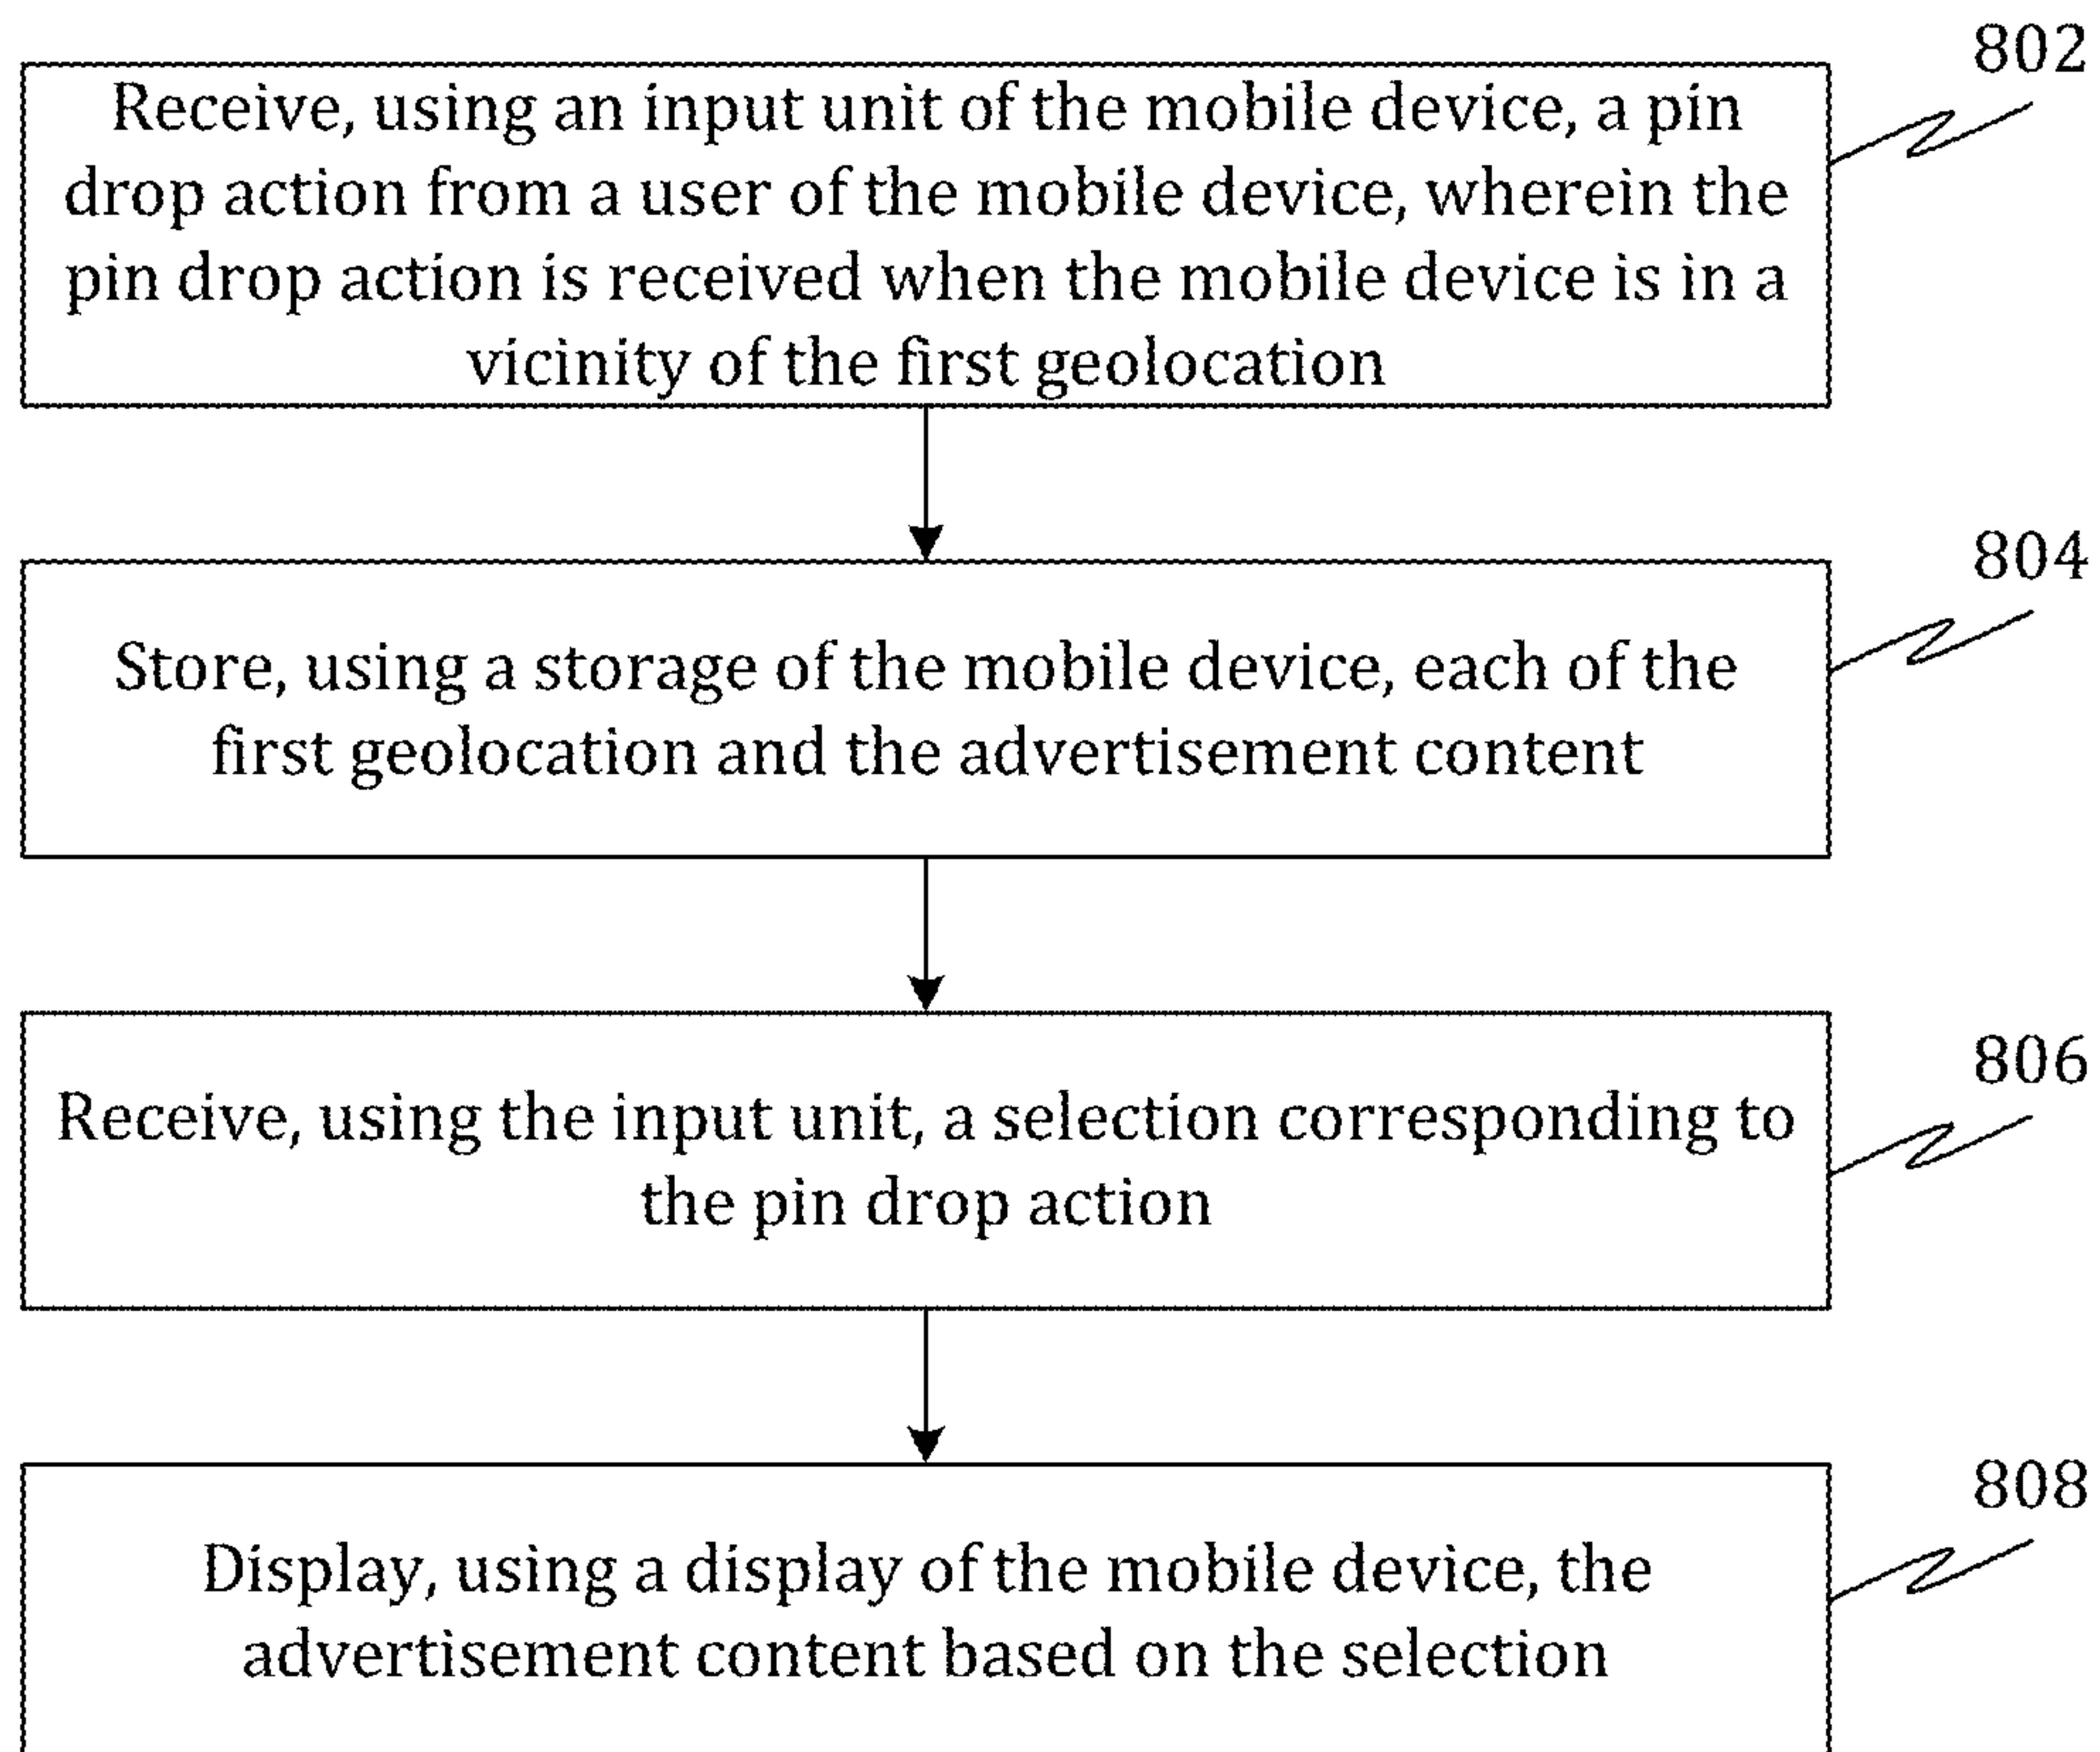 802
Receive, using an input unit of the mobile device, a pin
drop action from a user of the mobile device, wherein the
pin drop action is received when the mobile device is in a
vicinity of the first geolocation
804
Store, using a storage of the mobile device, each of the
first geolocation and the advertisement content
806
Receive, using the input unit, a selection corresponding to
the pin drop action
808
Display, using a display of the mobile device, the
advertisement content based on the selection